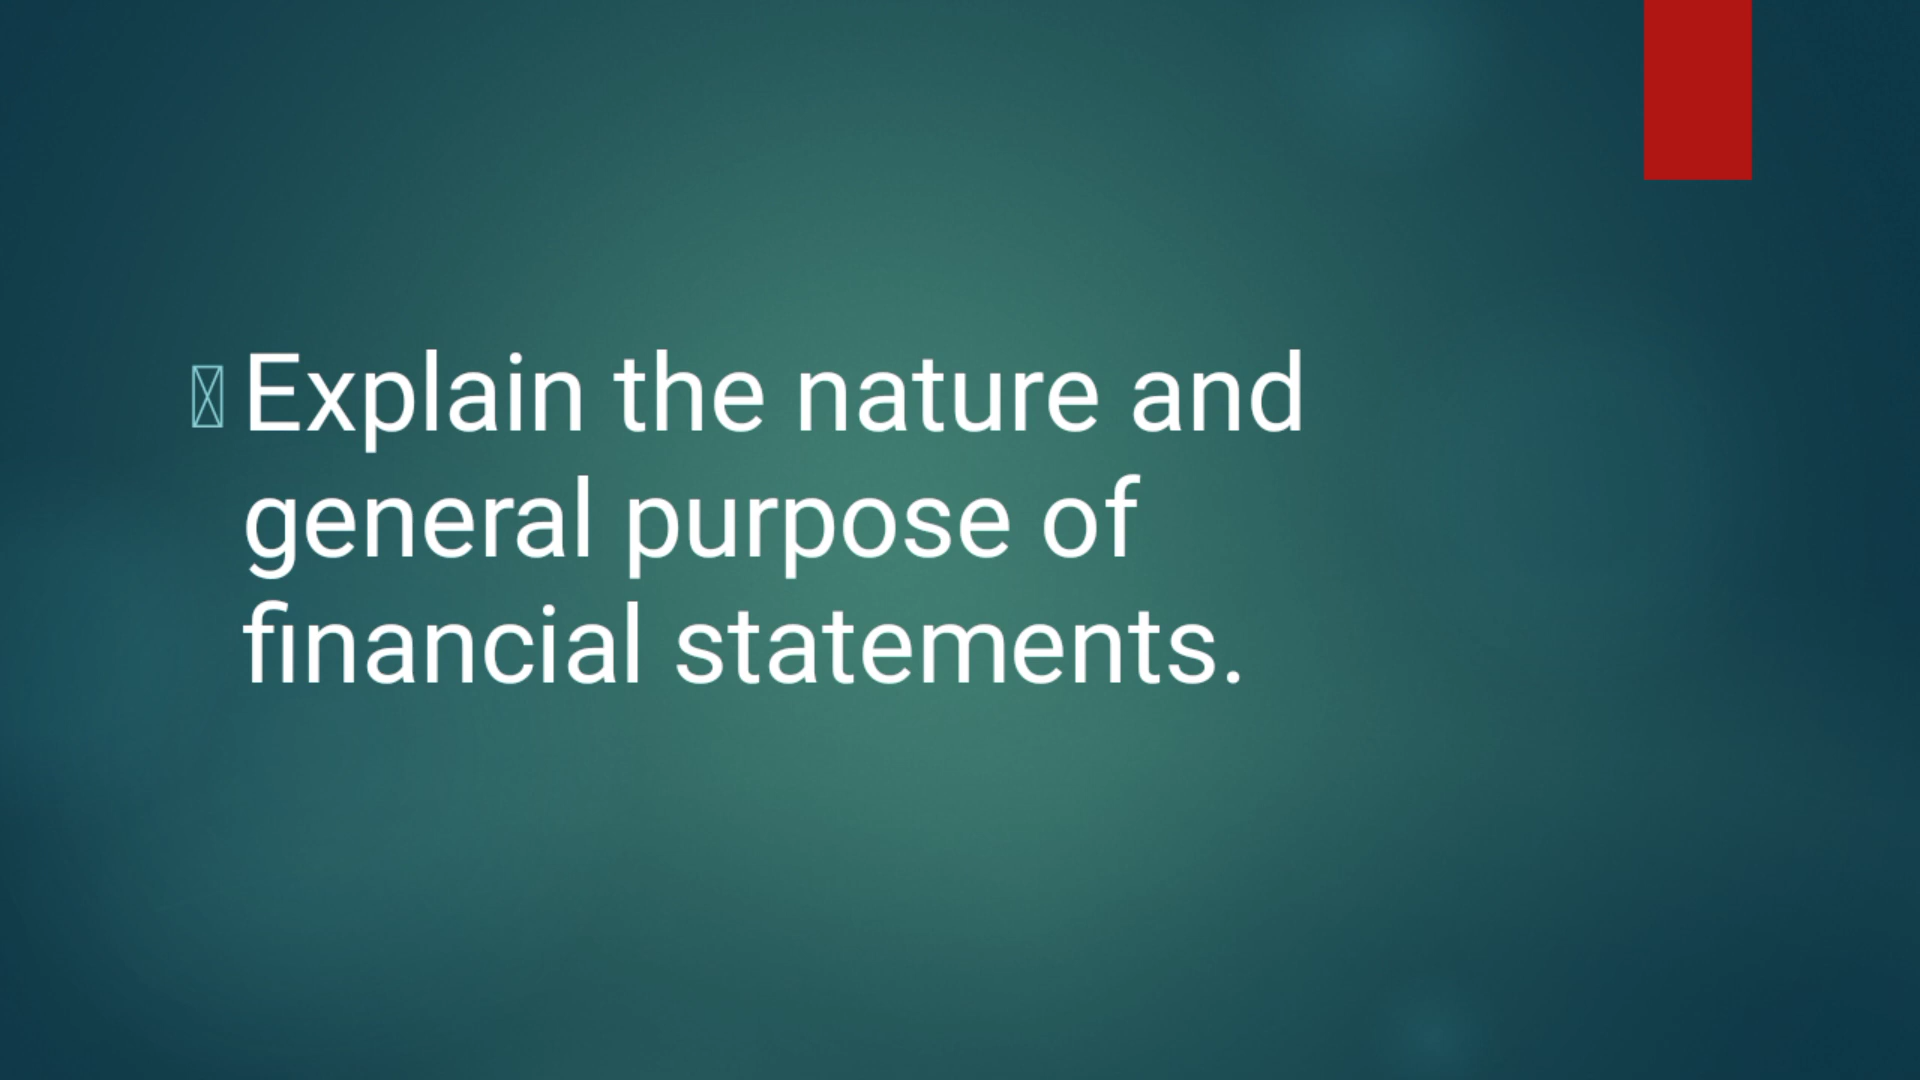 Explain the nature and
general purpose of
financial statements.